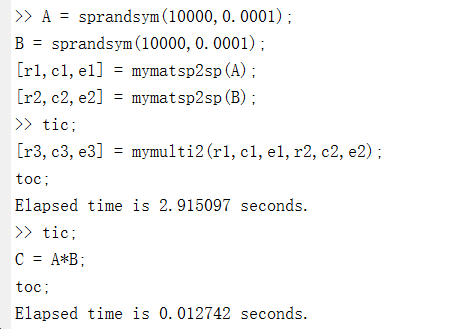 >> A = sprandsym(10000,0.0001);
B = sprandsym(10000,0.0001);
[r1,c1,e1] = mymatsp2sp(A);
[r2,c2,e2] = mymatsp2sp(B);
>> tic;
[r3,c3,e3] = mymulti2(r1,c1,e1,r2,c2,e2);
toc;
Elapsed time is 2.915097 seconds.
>> tic;
C = A*B;
toc;
Elapsed time is 0.012742 seconds.